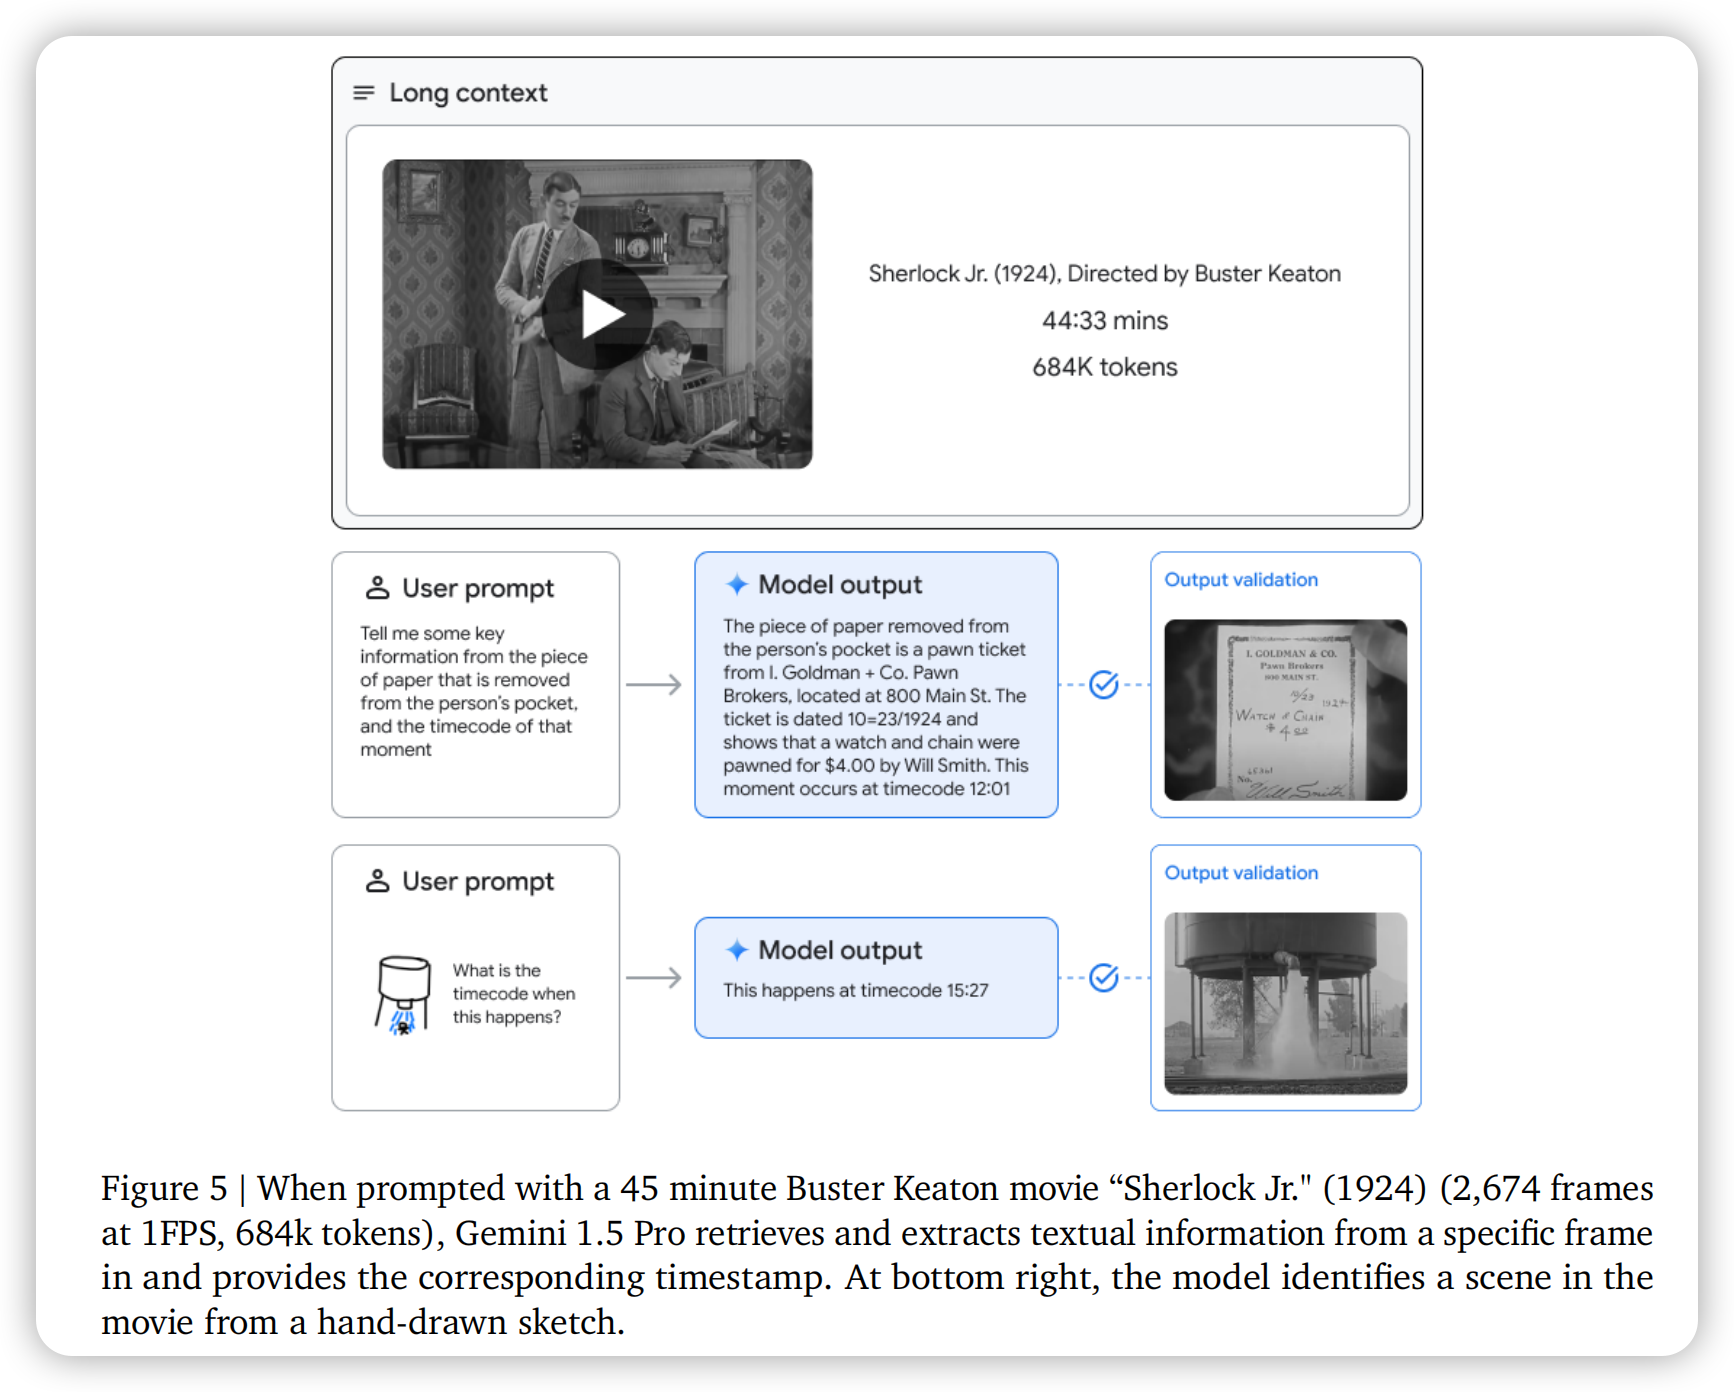 Long context
Sherlock Jr. (1924), Directed by Buster Keaton
44:33 mins
684K tokens
User prompt
Tell me some key
information from the piece
of paper that is removed
from the person's pocket,
and the timecode of that
moment
Model output
The piece of paper removed from
the person's pocket is a pawn ticket
from I. Goldman + Co. Pawn
Brokers, located at 800 Main St. The
ticket is dated 10=23/1924 and
shows that a watch and chain were
pawned for $4.00 by Will Smith. This
moment occurs at timecode 12:01
Output validation
I. GOLDMAN & CO.
Pawn Brokers
800 MAIN ST.
10/23 1924
WATCH & CHAIN
$ 4 00
No.
Will Smith
User prompt
What is the
timecode when
this happens?
Model output
This happens at timecode 15:27
Output validation
Figure 5 | When prompted with a 45 minute Buster Keaton movie “Sherlock Jr." (1924) (2,674 frames
at 1FPS, 684k tokens), Gemini 1.5 Pro retrieves and extracts textual information from a specific frame
in and provides the corresponding timestamp. At bottom right, the model identifies a scene in the
movie from a hand-drawn sketch.